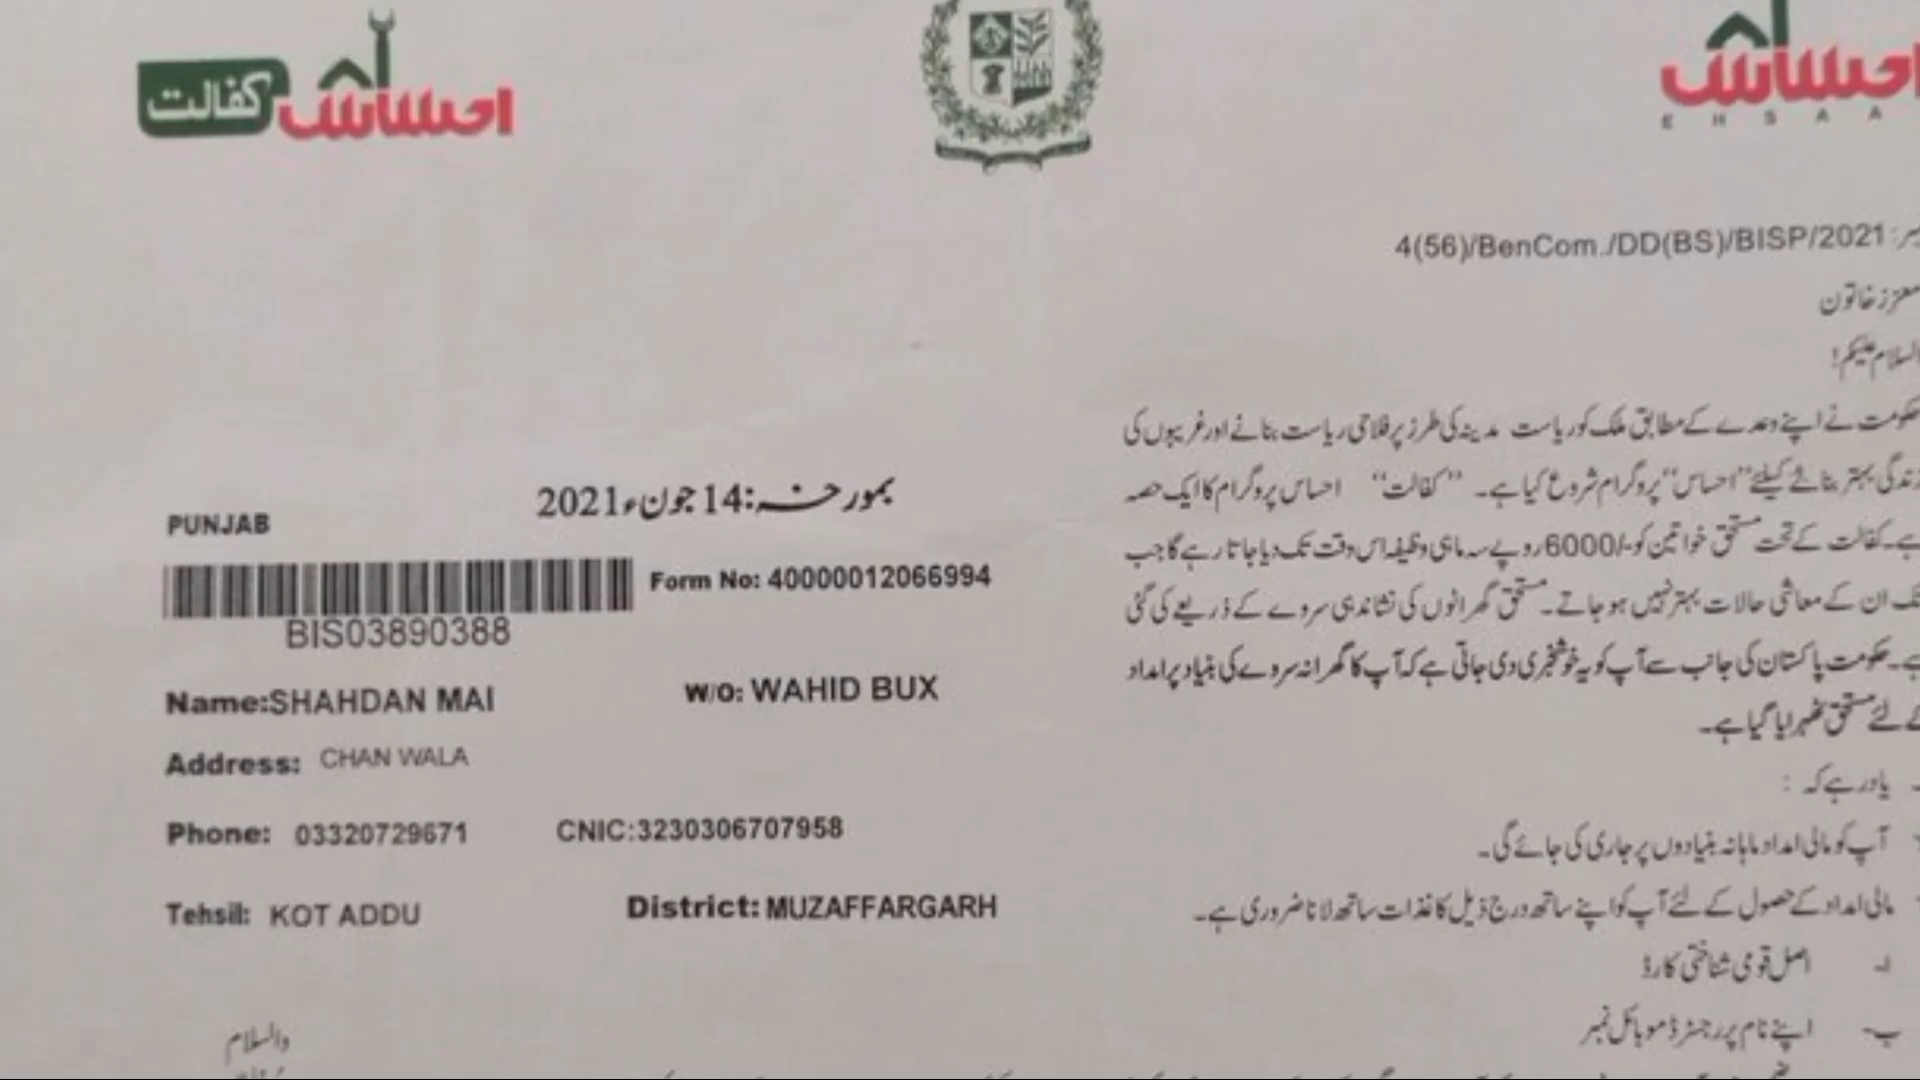 احساس کفالت
احساس
EHSAA
4(56)/BenCom./DD(BS)/BISP/2021
معزز خاتون
السلام علیکم!
حکومت نے اپنے وعدے کے مطابق ملک کو ریاست مدینہ کی طرز پر فلاحی ریاست بنانے اور غریبوں کی
زندگی بہتر بنانے کیلئے "احساس" پروگرام شروع کیا ہے۔ "کفالت" احساس پروگرام کا ایک حصہ
ہے۔ کفالت کے تحت مستحق خواتین کو 6000/- روپے سہ ماہی وظیفہ اس وقت تک دیا جاتا رہے گا جب
تک ان کے معاشی حالات بہتر نہیں ہو جاتے۔ مستحق گھرانوں کی نشاندہی سروے کے ذریعے کی گئی
ہے۔ حکومت پاکستان کی جانب سے آپ کو یہ خوشخبری دی جاتی ہے کہ آپ کا گھرانہ سروے کی بنیاد پر امداد
کے لئے مستحق ٹھہرایا گیا ہے۔
یاد رہے کہ :
آپ کو مالی امداد ماہانہ بنیادوں پر جاری کی جائے گی۔
مالی امداد کے حصول کے لئے آپ کو اپنے ساتھ درج ذیل کاغذات ساتھ لانا ضروری ہے۔
ا۔ اصل قومی شناختی کارڈ
ب۔ اپنے نام پر رجسٹرڈ موبائل نمبر
بمورخہ: 14 جون، 2021
PUNJAB
Form No: 40000012066994
BIS03890388
Name:SHAHDAN MAI w/o: WAHID BUX
Address: CHAN WALA
Phone: 03320729671 CNIC:3230306707958
Tehsil: KOT ADDU District: MUZAFFARGARH
والسلام